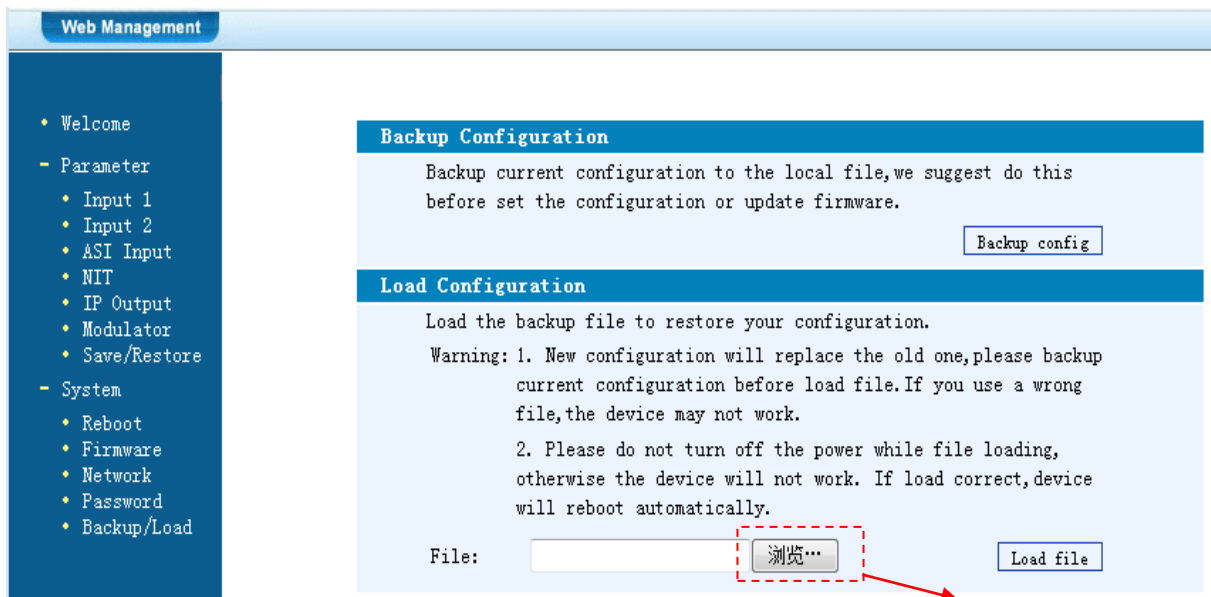 Web Management
• Welcome
- Parameter
• Input 1
• Input 2
• ASI Input
• NIT
• IP Output
• Modulator
• Save/Restore
- System
• Reboot
• Firmware
• Network
• Password
• Backup/Load
Backup Configuration
Backup current configuration to the local file,we suggest do this
before set the configuration or update firmware.
Backup config
Load Configuration
Load the backup file to restore your configuration.
Warning: 1. New configuration will replace the old one,please backup
current configuration before load file.If you use a wrong
file,the device may not work.
2. Please do not turn off the power while file loading,
otherwise the device will not work. If load correct,device
will reboot automatically.
File: 浏览… Load file